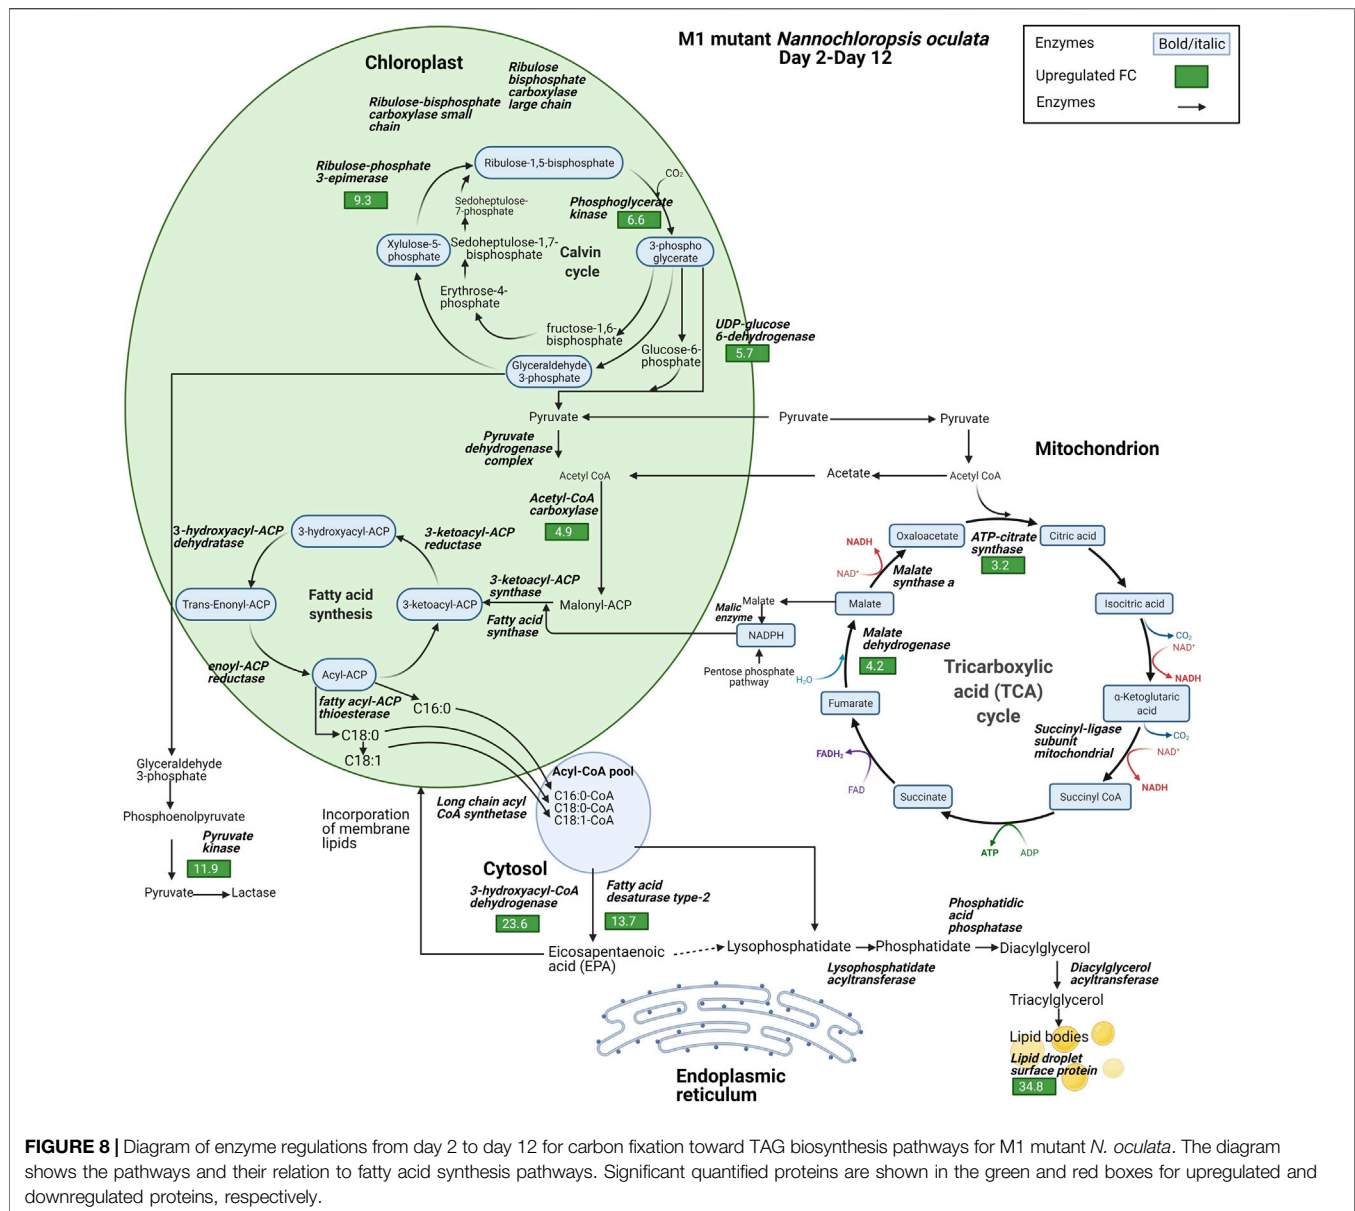 M1 mutant Nannochloropsis oculata
Day 2-Day 12
Enzymes
Bold/italic
Upregulated FC
Enzymes
Chloroplast
Ribulose
bisphosphate
carboxylase
large chain
Ribulose-bisphosphate
carboxylase small
chain
Ribulose-phosphate
3-epimerase
9.3
Ribulose-1,5-bisphosphate
CO₂
Sedoheptulose-
7-phosphate
Phosphoglycerate
kinase
6.6
Xylulose-5-
phosphate
Sedoheptulose-1,7-
bisphosphate
Calvin
cycle
3-phospho
glycerate
Erythrose-4-
phosphate
fructose-1,6-
bisphosphate
Glucose-6-
phosphate
UDP-glucose
6-dehydrogenase
5.7
Glyceraldehyde
3-phosphate
Pyruvate
Pyruvate
Pyruvate
Pyruvate
dehydrogenase
complex
Mitochondrion
Acetyl CoA
Acetate
Acetyl CoA
Acetyl-CoA
carboxylase
4.9
3-hydroxyacyl-ACP
dehydratase
3-hydroxyacyl-ACP
3-ketoacyl-ACP
reductase
NADH
NAD⁺
Oxaloacetate
ATP-citrate
synthase
3.2
Citric acid
Malate
synthase a
3-ketoacyl-ACP
synthase
Trans-Enonyl-ACP
Fatty acid
synthesis
3-ketoacyl-ACP
Malonyl-ACP
Fatty acid
synthase
Malate
Malic
enzyme
NADPH
Malate
Isocitric acid
CO₂
NAD⁺
NADH
Malate
dehydrogenase
4.2
Pentose phosphate
pathway
H₂O
Tricarboxylic
acid (TCA)
cycle
enoyl-ACP
reductase
Acyl-ACP
fatty acyl-ACP
thioesterase
C16:0
C18:0
C18:1
Fumarate
α-Ketoglutaric
acid
Succinyl-ligase
subunit
mitochondrial
CO₂
NAD⁺
NADH
FADH₂
FAD
Succinate
Succinyl CoA
ATP
ADP
Glyceraldehyde
3-phosphate
Phosphoenolpyruvate
Pyruvate
kinase
11.9
Pyruvate
Lactase
Incorporation
of membrane
lipids
Long chain acyl
CoA synthetase
Acyl-CoA pool
C16:0-CoA
C18:0-CoA
C18:1-CoA
Cytosol
3-hydroxyacyl-CoA
dehydrogenase
23.6
Fatty acid
desaturase type-2
13.7
Eicosapentaenoic
acid (EPA)
Lysophosphatidate
Phosphatidate
Diacylglycerol
Phosphatidic
acid
phosphatase
Lysophosphatidate
acyltransferase
Diacylglycerol
acyltransferase
Triacylglycerol
Lipid bodies
Lipid droplet
surface protein
34.8
Endoplasmic
reticulum
FIGURE 8 | Diagram of enzyme regulations from day 2 to day 12 for carbon fixation toward TAG biosynthesis pathways for M1 mutant N. oculata. The diagram
shows the pathways and their relation to fatty acid synthesis pathways. Significant quantified proteins are shown in the green and red boxes for upregulated and
downregulated proteins, respectively.